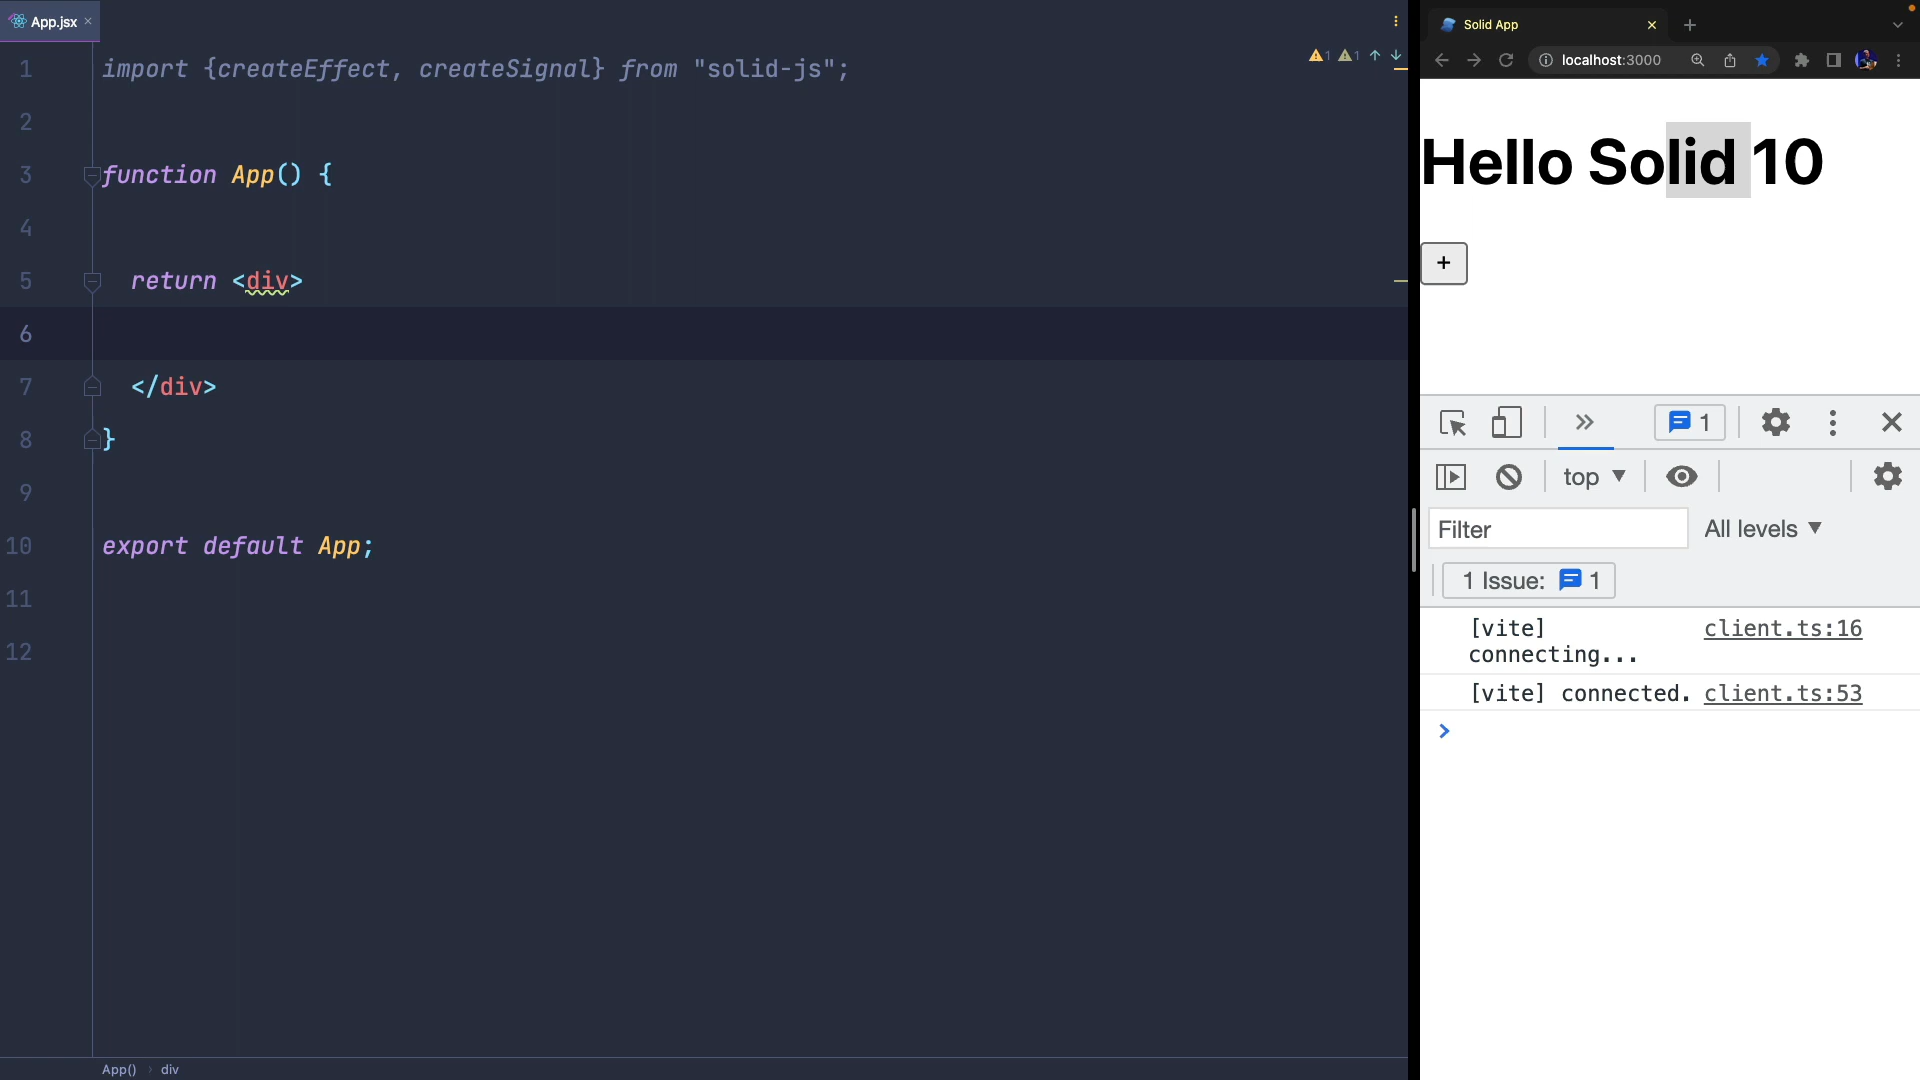 App.jsx
1 import {createEffect, createSignal} from "solid-js";
2
3 function App() {
4
5 return <div>
6
7 </div>
8 }
9
10 export default App;
11
12
1 1
App() div
Solid App
localhost:3000
Hello Solid 10
+
1
top
Filter
All levels
1 Issue: 1
[vite] client.ts:16
connecting...
[vite] connected. client.ts:53